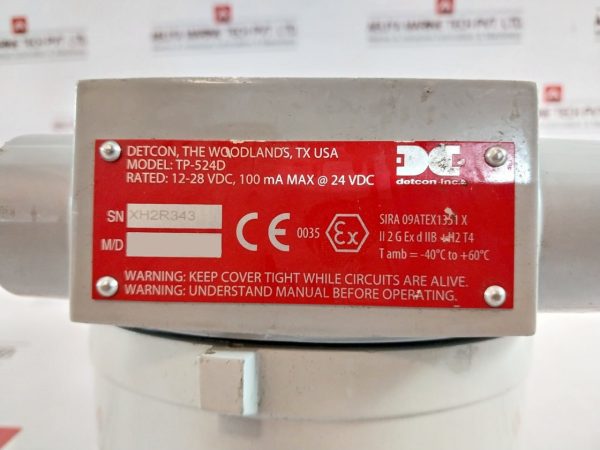 DETCON, THE WOODLANDS, TX USA
MODEL: TP-524D
RATED: 12-28 VDC, 100 mA MAX @ 24 VDC
detcon inc.
SN XH2R343
M/D
CE 0035 Ex
SIRA 09ATEX1351 X
II 2 G Ex d IIB +H2 T4
T amb = -40°C to +60°C
WARNING: KEEP COVER TIGHT WHILE CIRCUITS ARE ALIVE.
WARNING: UNDERSTAND MANUAL BEFORE OPERATING.